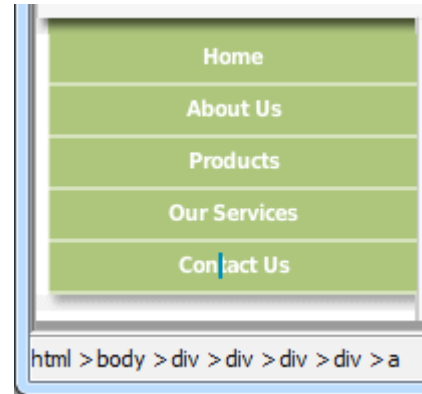 Home
About Us
Products
Our Services
Contact Us
html > body > div > div > div > div > a